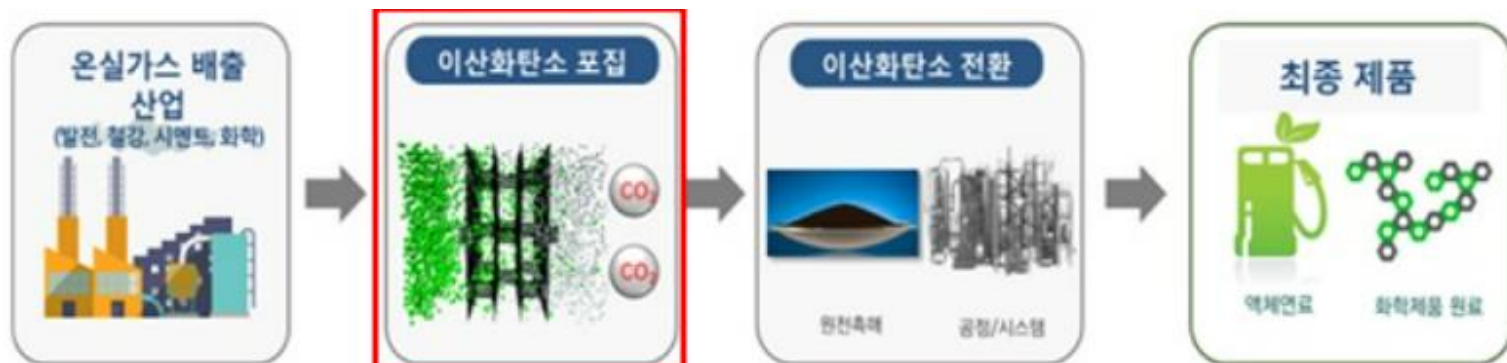 온실가스 배출
산업
(발전, 철강, 시멘트, 화학)
이산화탄소 포집
CO2
CO2
이산화탄소 전환
원천촉매
공정/시스템
최종 제품
액체연료
화학제품 원료